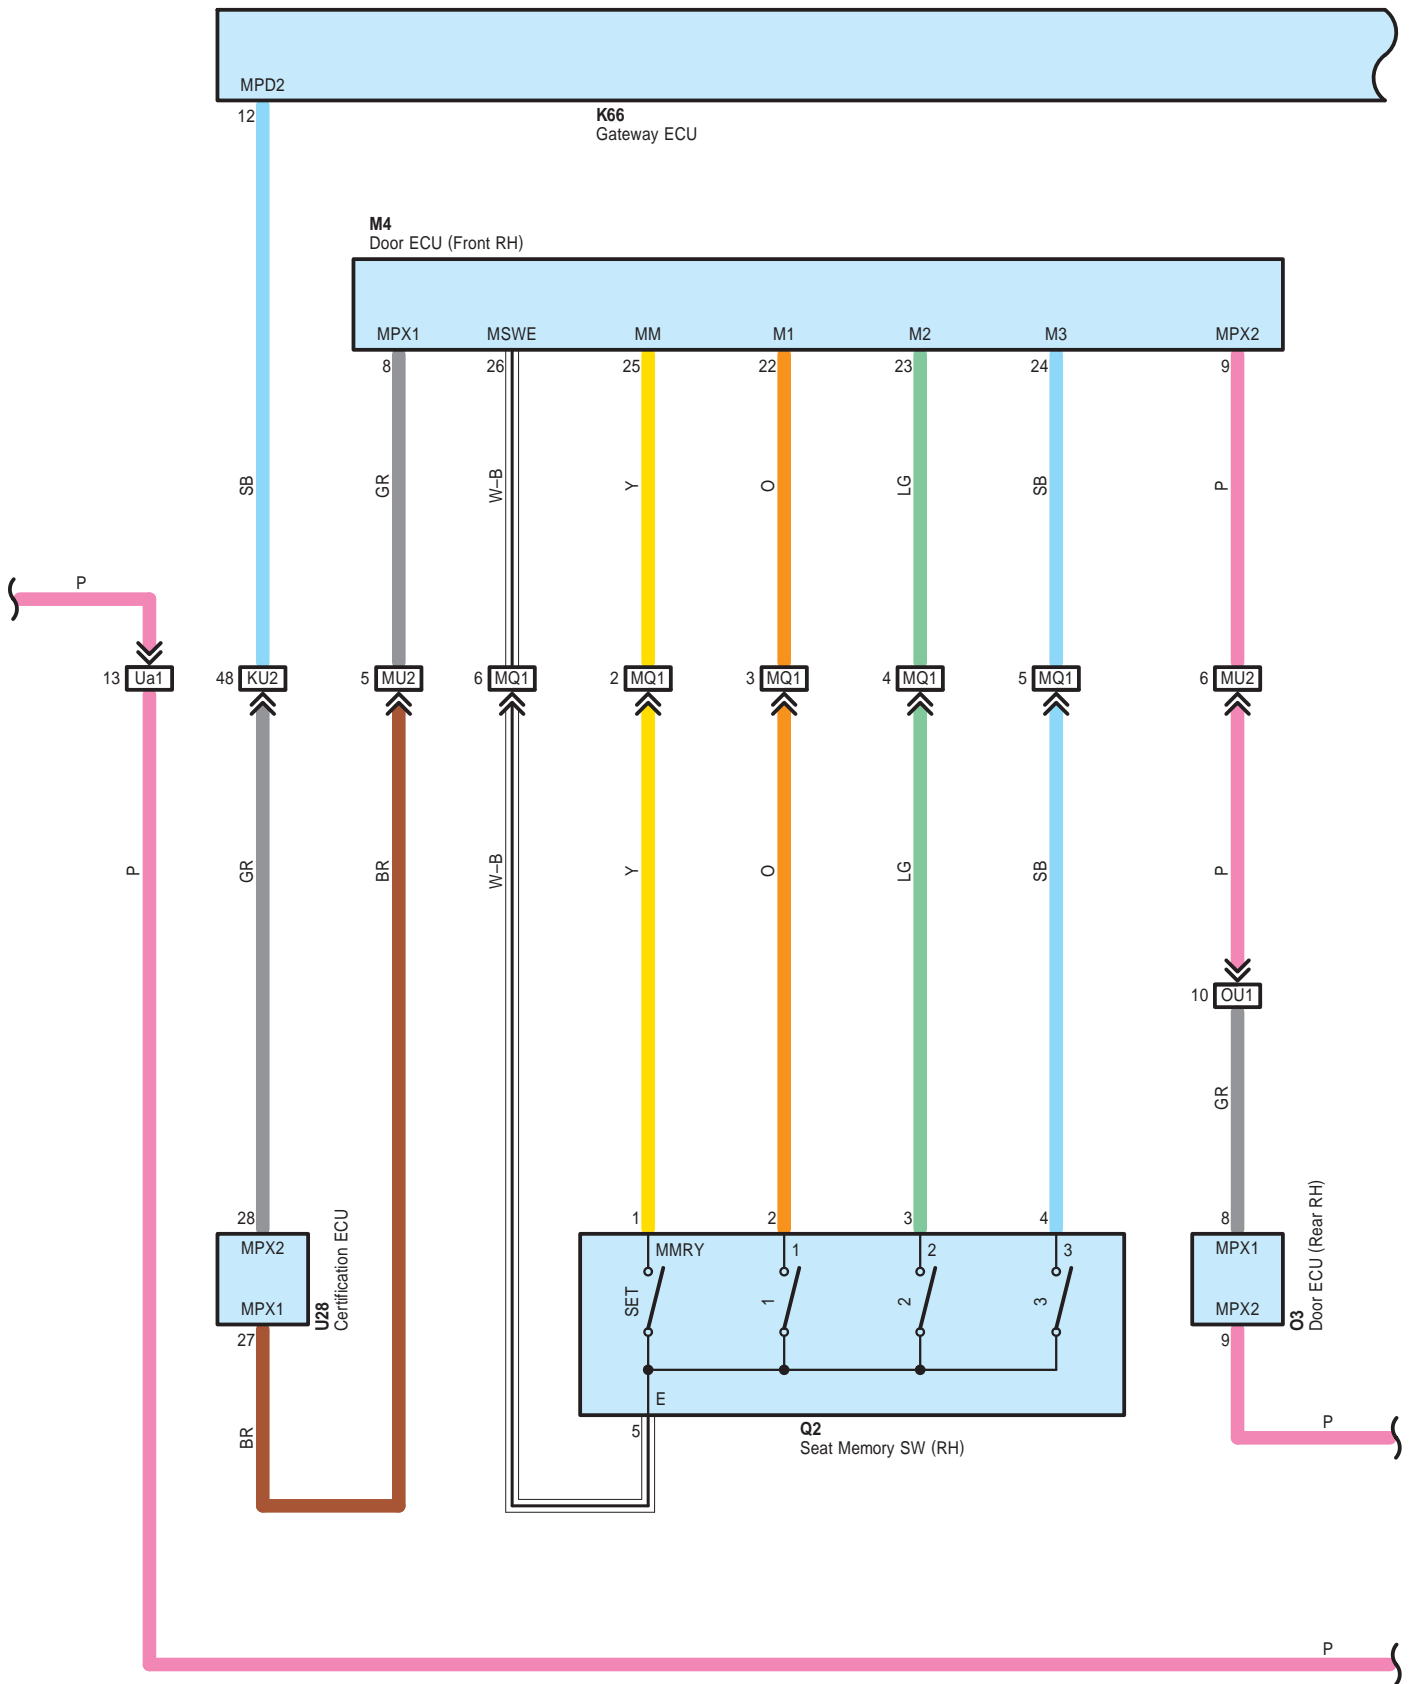 MPD2
12
K66
Gateway ECU
M4
Door ECU (Front RH)
MPX1 MSWE MM M1 M2 M3 MPX2
8 26 25 22 23 24 9
SB GR W–B Y O LG SB P
P
13 Ua1 48 KU2 5 MU2 6 MQ1 2 MQ1 3 MQ1 4 MQ1 5 MQ1 6 MU2
P GR BR W–B Y O LG SB P
10 OU1
GR
28 1 2 3 4 8
MPX2 MMRY 1 2 3 MPX1
SET 1 2 3
MPX1 MPX2
U28
Certification ECU
O3
Door ECU (Rear RH)
27 9
E
5
Q2
Seat Memory SW (RH)
BR P
P